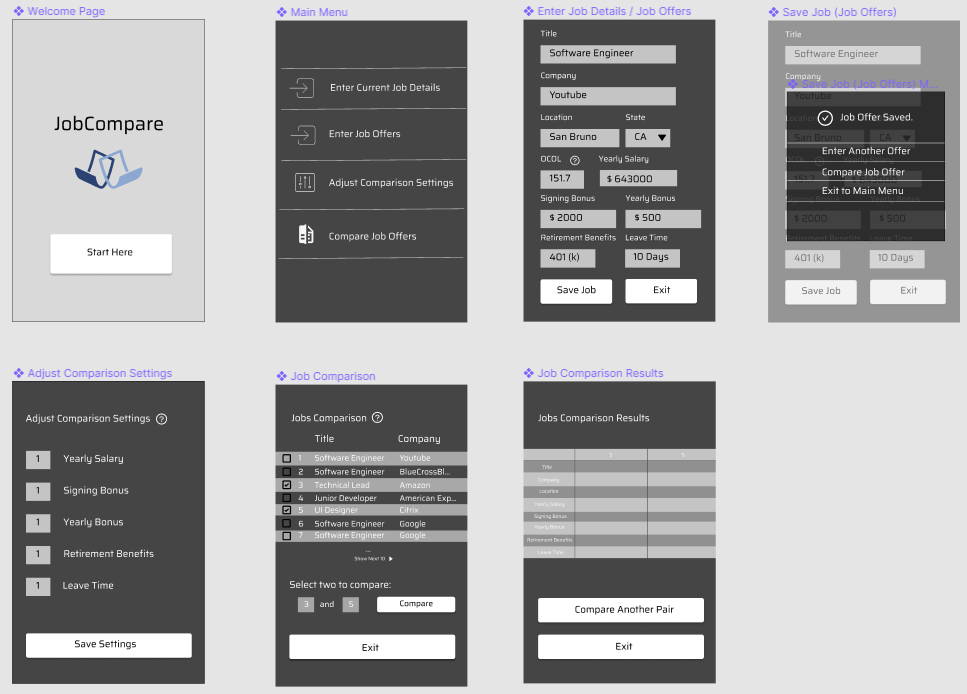 Welcome Page
JobCompare
Start Here
Main Menu
Enter Current Job Details
Enter Job Offers
Adjust Comparison Settings
Compare Job Offers
Enter Job Details / Job Offers
Title
Software Engineer
Company
Youtube
Location State
San Bruno CA
OCOL ? Yearly Salary
151.7 $ 643000
Signing Bonus Yearly Bonus
$ 2000 $ 500
Retirement Benefits Leave Time
401 (k) 10 Days
Save Job Exit
Save Job (Job Offers)
Title
Software Engineer
Company
Save Job (Job Offers) M...
Youtube
Job Offer Saved.
Location
San Bruno CA
Enter Another Offer
OCOL ? Yearly
Compare Job Offer
151.7 $ 643000
Exit to Main Menu
Signing Bonus Yearly Bonus
$ 2000 $ 500
Retirement Benefits Leave Time
401 (k) 10 Days
Save Job Exit
Adjust Comparison Settings
Adjust Comparison Settings ?
1 Yearly Salary
1 Signing Bonus
1 Yearly Bonus
1 Retirement Benefits
1 Leave Time
Save Settings
Job Comparison
Jobs Comparison ?
Title Company
1 Software Engineer Youtube
2 Software Engineer BlueCrossBl...
3 Technical Lead Amazon
4 Junior Developer American Exp...
5 UI Designer Citrix
6 Software Engineer Google
7 Software Engineer Google
...
Show Next 10
Select two to compare:
3 and 5 Compare
Exit
Job Comparison Results
Jobs Comparison Results
3 5
Title
Company
Location
Yearly Salary
Signing Bonus
Yearly Bonus
Retirement Benefits
Leave Time
Compare Another Pair
Exit